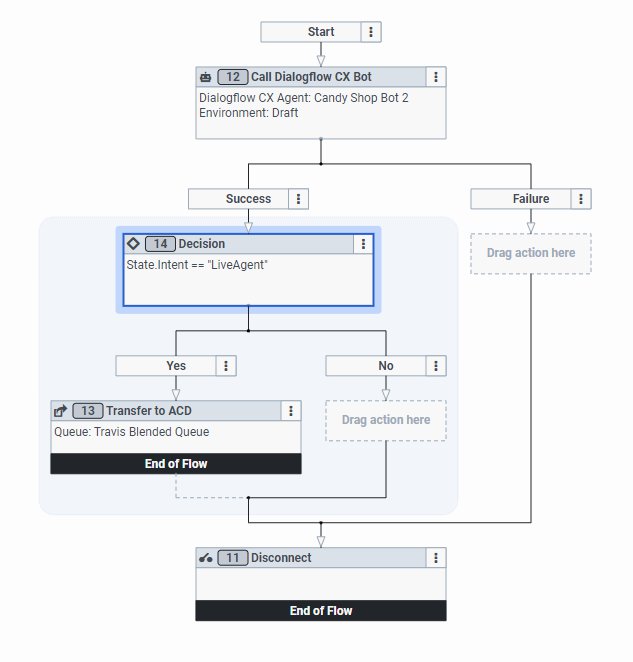 Start
12 Call Dialogflow CX Bot
Dialogflow CX Agent: Candy Shop Bot 2
Environment: Draft
Success
Failure
14 Decision
State.Intent == "LiveAgent"
Drag action here
Yes
No
13 Transfer to ACD
Queue: Travis Blended Queue
End of Flow
Drag action here
11 Disconnect
End of Flow